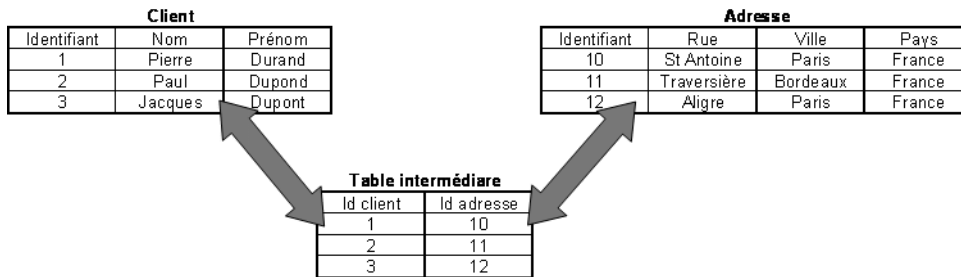 Client
Identifiant Nom Prénom
1 Pierre Durand
2 Paul Dupond
3 Jacques Dupont
Adresse
Identifiant Rue Ville Pays
10 St Antoine Paris France
11 Traversière Bordeaux France
12 Aligre Paris France
Table intermédiare
Id client Id adresse
1 10
2 11
3 12